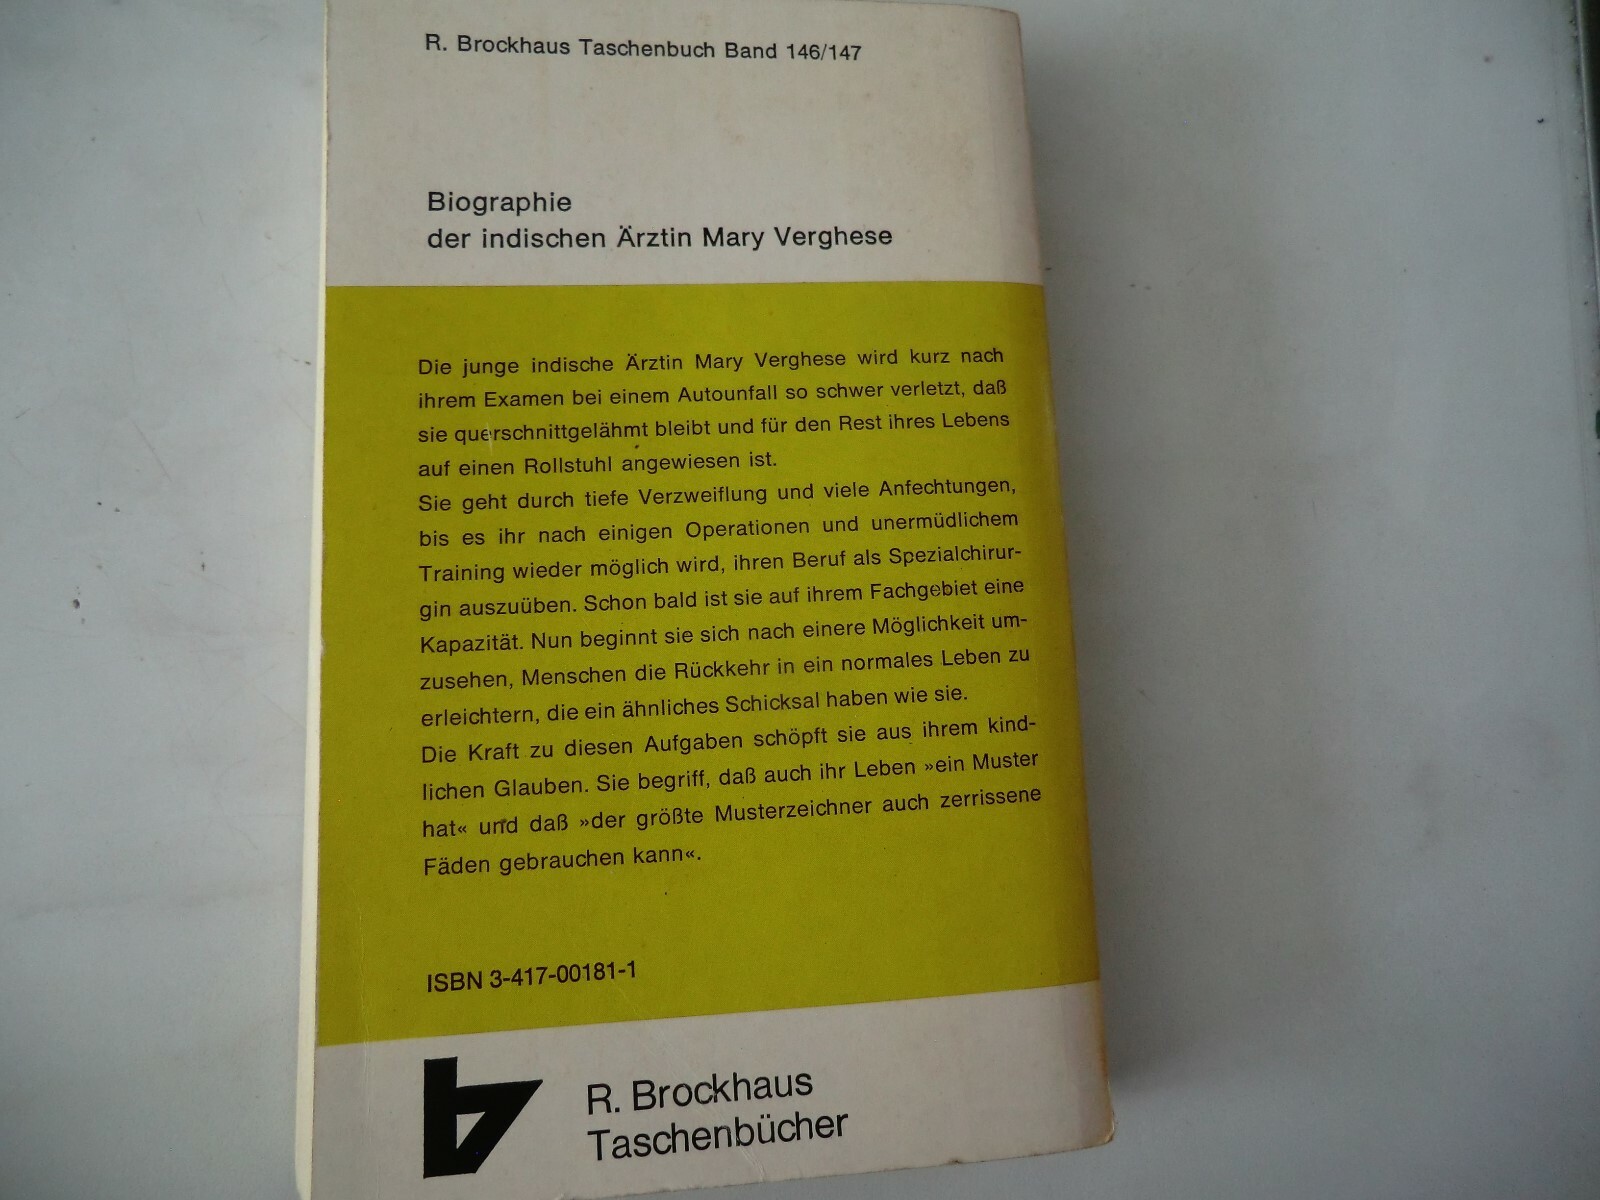 R. Brockhaus Taschenbuch Band 146/147
Biographie
der indischen Ärztin Mary Verghese
Die junge indische Ärztin Mary Verghese wird kurz nach
ihrem Examen bei einem Autounfall so schwer verletzt, daß
sie querschnittgelähmt bleibt und für den Rest ihres Lebens
auf einen Rollstuhl angewiesen ist.
Sie geht durch tiefe Verzweiflung und viele Anfechtungen,
bis es ihr nach einigen Operationen und unermüdlichem
Training wieder möglich wird, ihren Beruf als Spezialchirur-
gin auszuüben. Schon bald ist sie auf ihrem Fachgebiet eine
Kapazität. Nun beginnt sie sich nach einere Möglichkeit um-
zusehen, Menschen die Rückkehr in ein normales Leben zu
erleichtern, die ein ähnliches Schicksal haben wie sie.
Die Kraft zu diesen Aufgaben schöpft sie aus ihrem kind-
lichen Glauben. Sie begriff, daß auch ihr Leben »ein Muster
hat« und daß »der größte Musterzeichner auch zerrissene
Fäden gebrauchen kann«.
ISBN 3-417-00181-1
R. Brockhaus
Taschenbücher